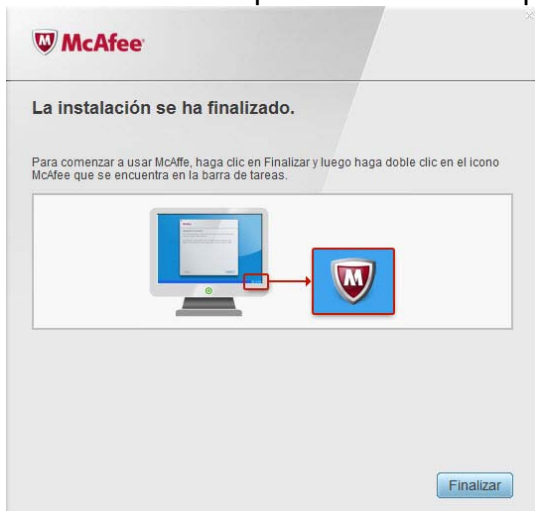 McAfee
La instalación se ha finalizado.
Para comenzar a usar McAffe, haga clic en Finalizar y luego haga doble clic en el icono
McAfee que se encuentra en la barra de tareas.
Finalizar